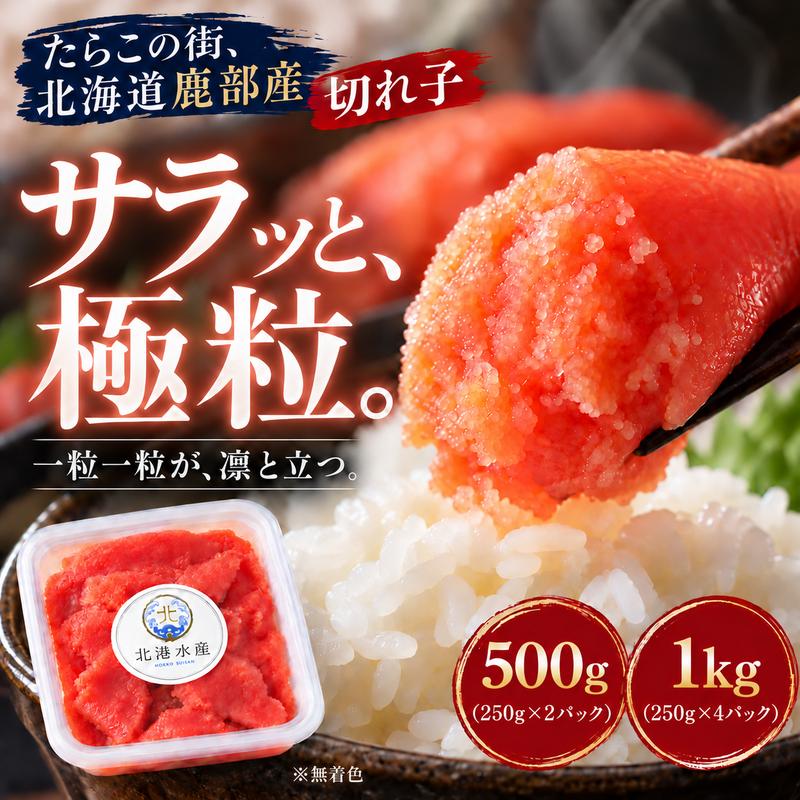 たらこの街、
北海道鹿部産
切れ子
サラッと、
極粒。
一粒一粒が、凛と立つ。
北
北港水産
HOKKO SUISAN
500g
(250g×2パック)
1kg
(250g×4パック)
※無着色